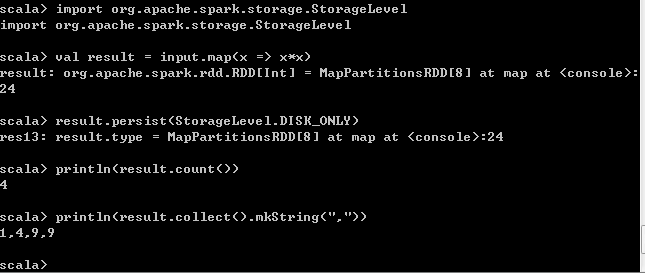 scala> import org.apache.spark.storage.StorageLevel
import org.apache.spark.storage.StorageLevel
scala> val result = input.map(x => x*x)
result: org.apache.spark.rdd.RDD[Int] = MapPartitionsRDD[8] at map at <console>:
24
scala> result.persist(StorageLevel.DISK_ONLY)
res13: result.type = MapPartitionsRDD[8] at map at <console>:24
scala> println(result.count())
4
scala> println(result.collect().mkString(","))
1,4,9,9
scala>